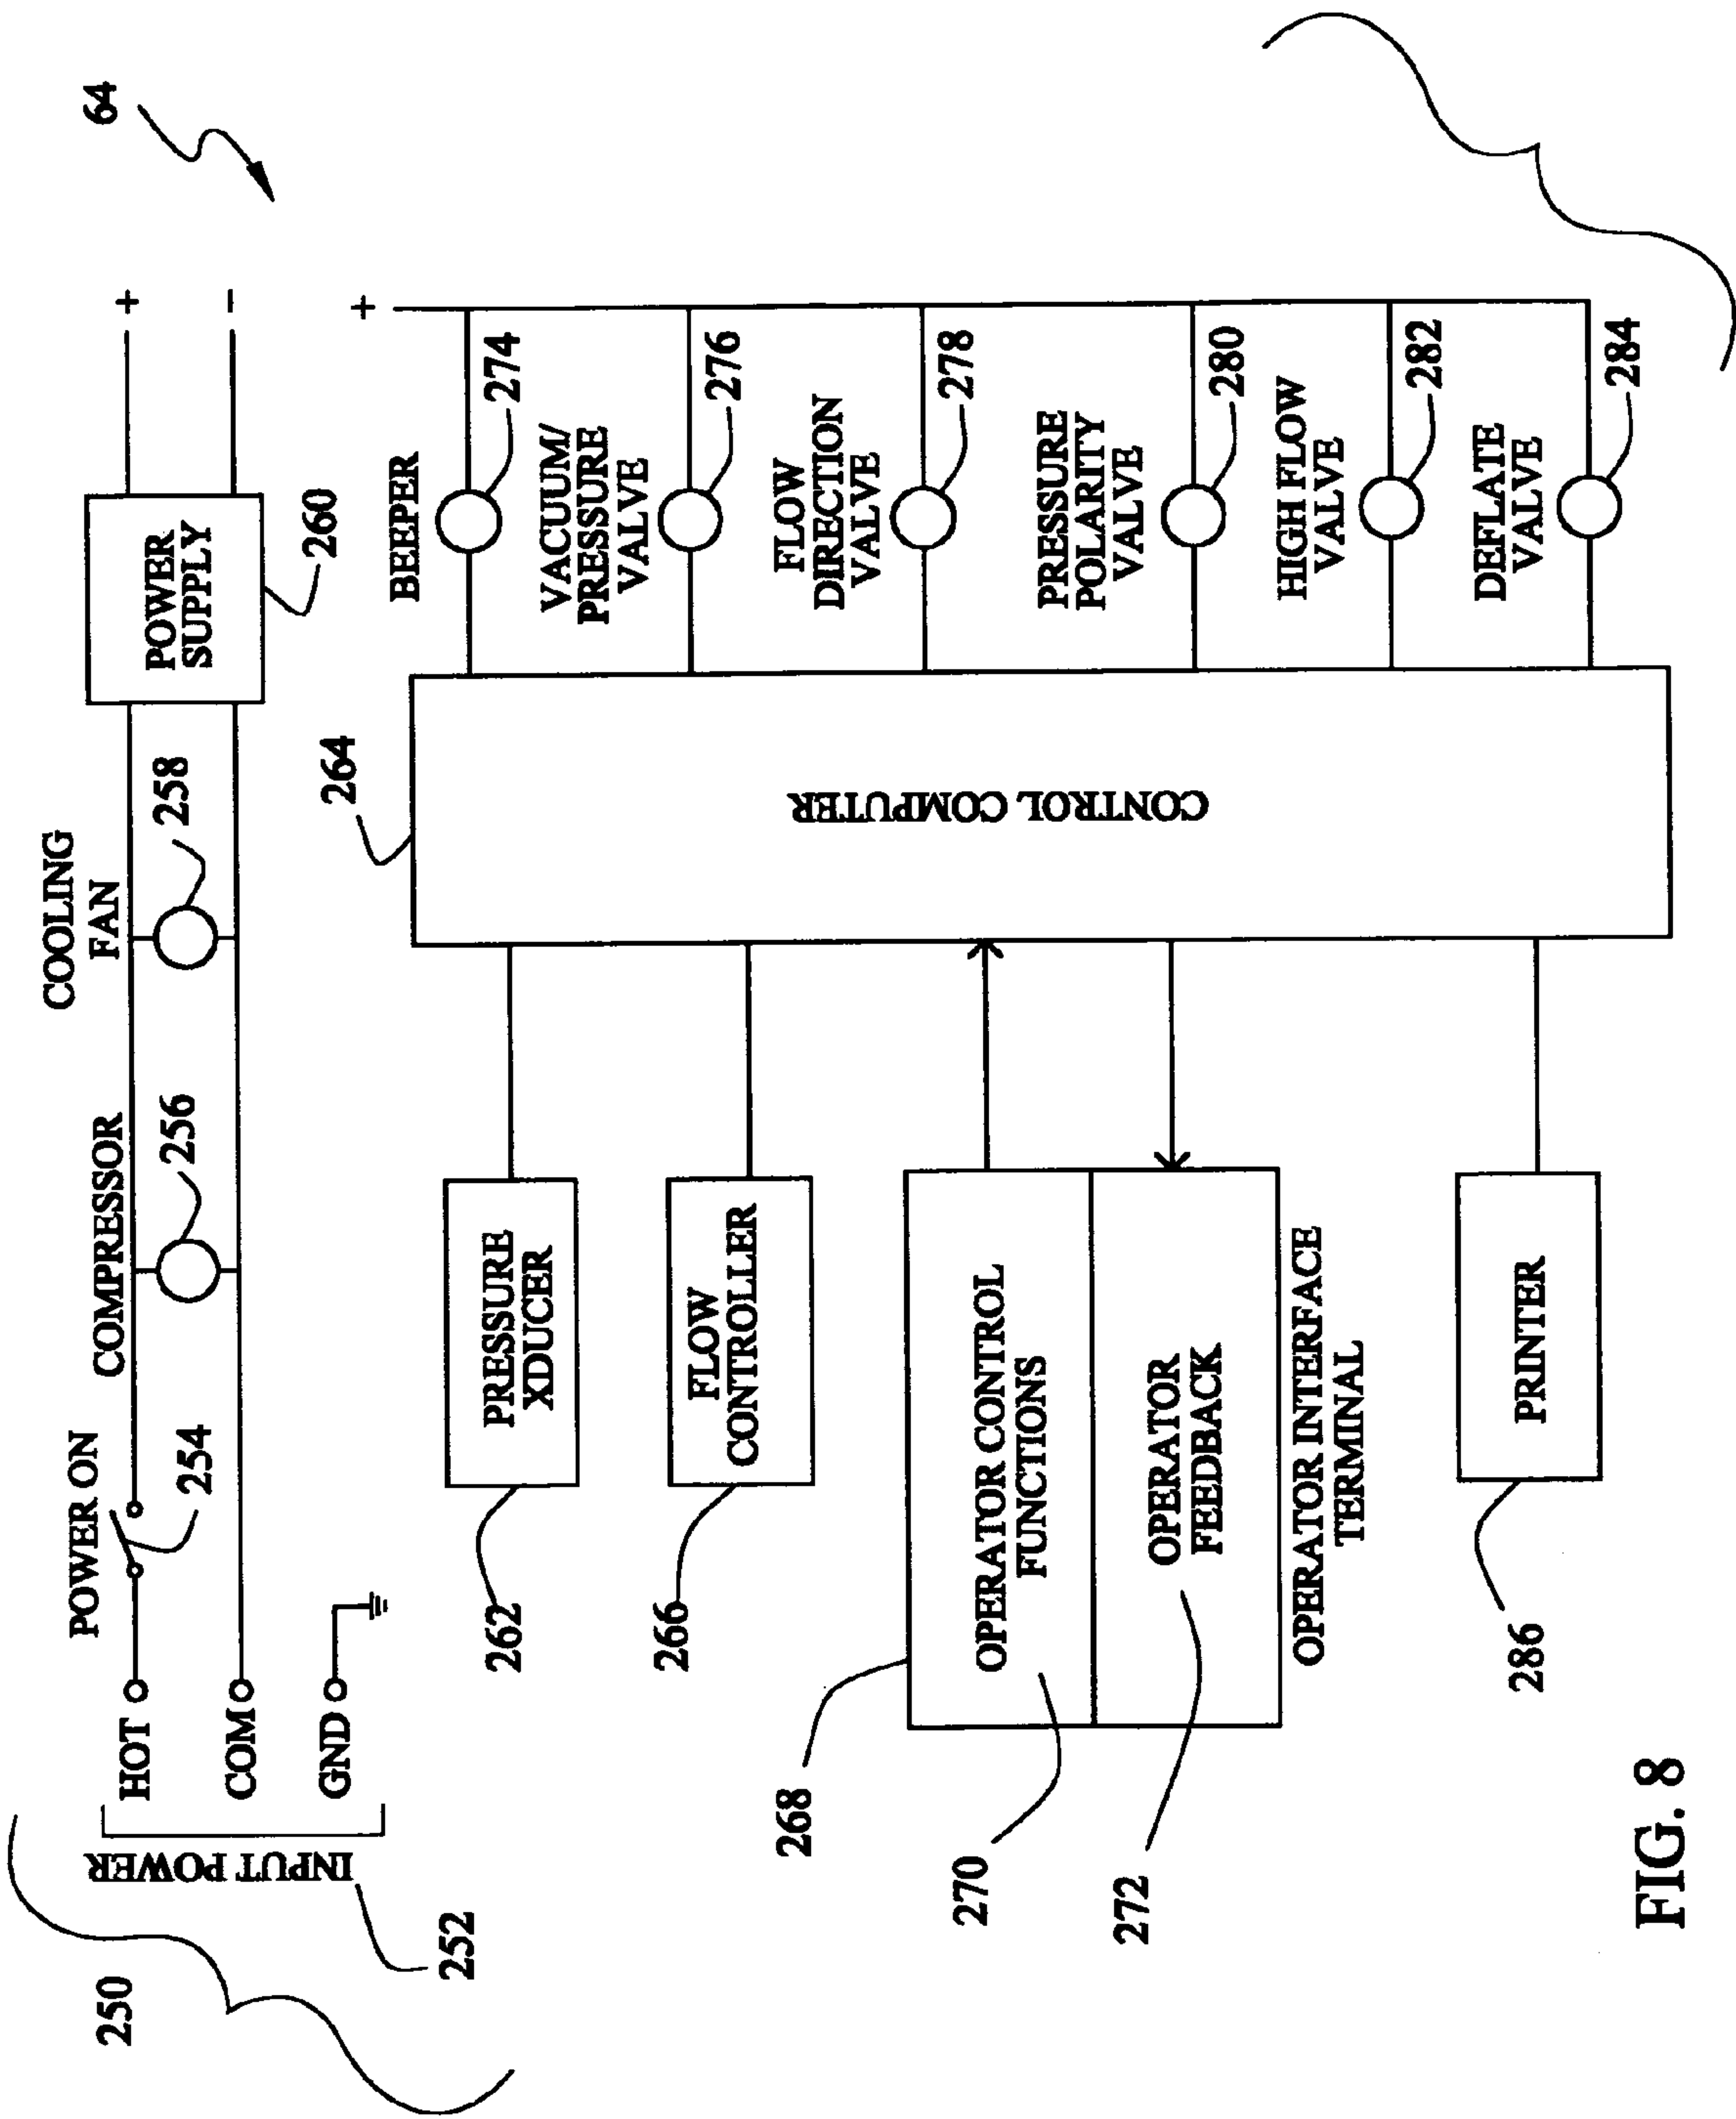 64
250
INPUT POWER
252
HOT
COM
GND
POWER ON
254
COMPRESSOR
256
COOLING
FAN
258
POWER
SUPPLY
260
+
-
+
PRESSURE
XDUCER
262
FLOW
CONTROLLER
266
268
OPERATOR CONTROL
FUNCTIONS
270
OPERATOR
FEEDBACK
272
OPERATOR INTERFACE
TERMINAL
PRINTER
286
264
CONTROL COMPUTER
BEEPER
274
VACUUM/
PRESSURE
VALVE
276
FLOW
DIRECTION
VALVE
278
PRESSURE
POLARITY
VALVE
280
HIGH FLOW
VALVE
282
DEFLATE
VALVE
284
FIG. 8